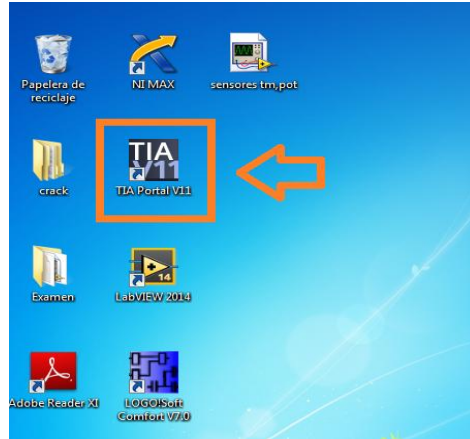 Papelera de
reciclaje
NI MAX
sensores tm,pot
crack
TIA
V11
TIA Portal V11
Examen
14
LabVIEW 2014
Adobe Reader XI
LOGO!Soft
Comfort V7.0